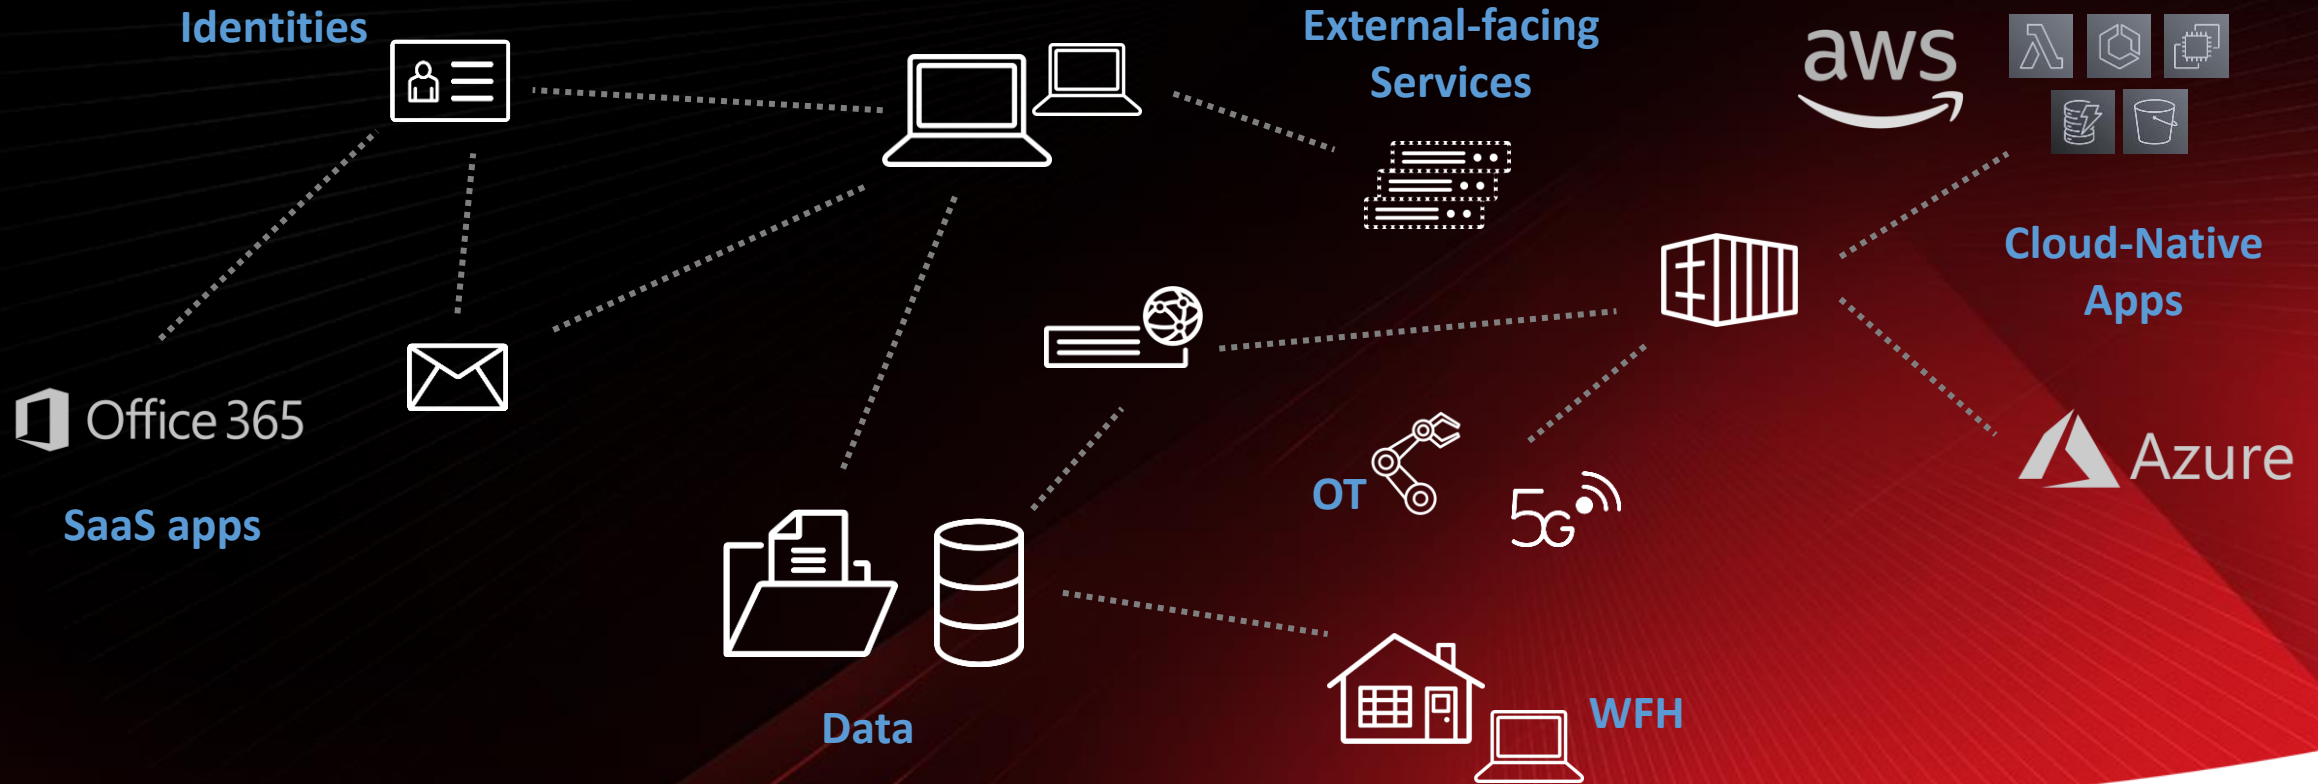 Identities
External-facing
Services
aws
Cloud-Native
Apps
Office 365
SaaS apps
OT
5G
Azure
Data
WFH